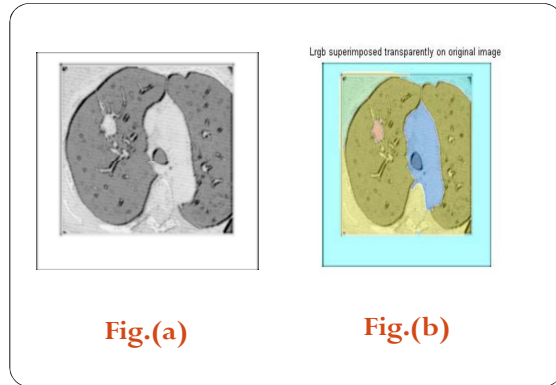 Lrgb superimposed transparently on original image
Fig.(a)
Fig.(b)